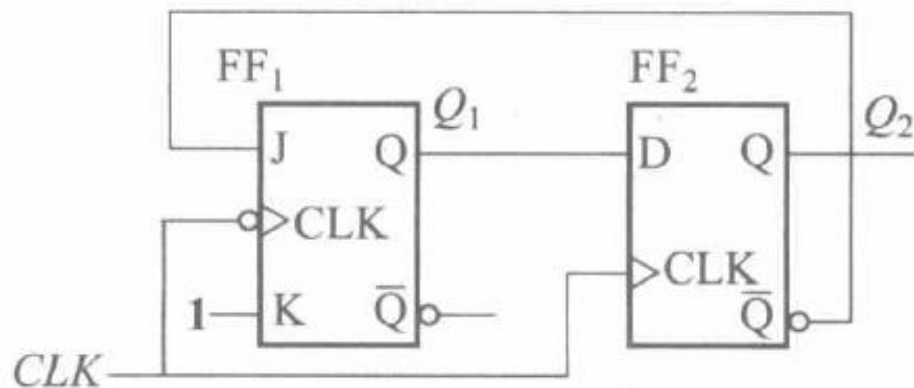 FF₁ FF₂
Q₁ Q₂
J Q D Q
CLK CLK
1 K Q̅ Q̅
CLK